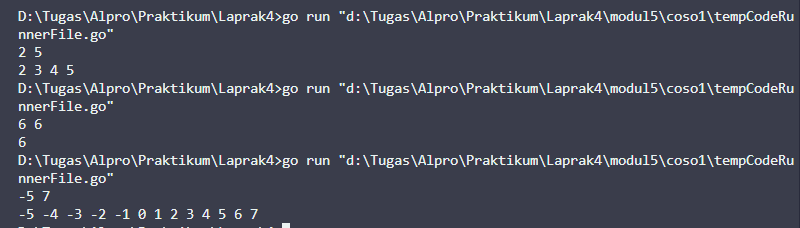 D:\Tugas\Alpro\Praktikum\Laprak4>go run "d:\Tugas\Alpro\Praktikum\Laprak4\modul5\coso1\tempCodeRu
nnerFile.go"
2 5
2 3 4 5
D:\Tugas\Alpro\Praktikum\Laprak4>go run "d:\Tugas\Alpro\Praktikum\Laprak4\modul5\coso1\tempCodeRu
nnerFile.go"
6 6
6
D:\Tugas\Alpro\Praktikum\Laprak4>go run "d:\Tugas\Alpro\Praktikum\Laprak4\modul5\coso1\tempCodeRu
nnerFile.go"
-5 7
-5 -4 -3 -2 -1 0 1 2 3 4 5 6 7